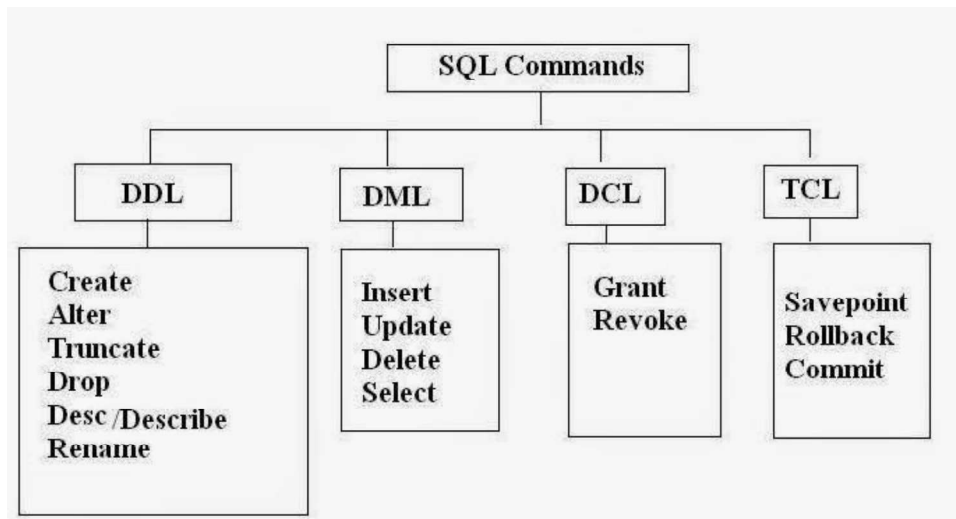 SQL Commands
DDL
DML
DCL
TCL
Create
Alter
Truncate
Drop
Desc /Describe
Rename
Insert
Update
Delete
Select
Grant
Revoke
Savepoint
Rollback
Commit